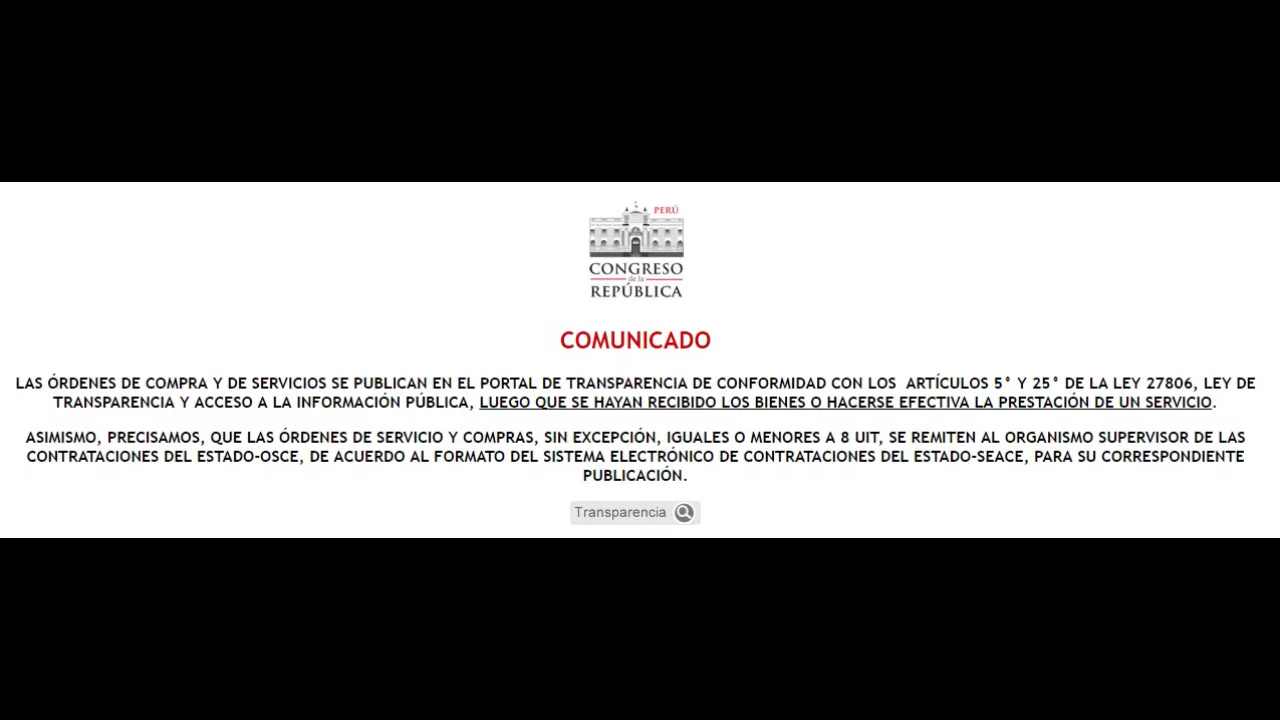 PERÚ
CONGRESO
de la
REPÚBLICA
COMUNICADO
LAS ÓRDENES DE COMPRA Y DE SERVICIOS SE PUBLICAN EN EL PORTAL DE TRANSPARENCIA DE CONFORMIDAD CON LOS ARTÍCULOS 5° Y 25° DE LA LEY 27806, LEY DE
TRANSPARENCIA Y ACCESO A LA INFORMACIÓN PÚBLICA, LUEGO QUE SE HAYAN RECIBIDO LOS BIENES O HACERSE EFECTIVA LA PRESTACIÓN DE UN SERVICIO.
ASIMISMO, PRECISAMOS, QUE LAS ÓRDENES DE SERVICIO Y COMPRAS, SIN EXCEPCIÓN, IGUALES O MENORES A 8 UIT, SE REMITEN AL ORGANISMO SUPERVISOR DE LAS
CONTRATACIONES DEL ESTADO-OSCE, DE ACUERDO AL FORMATO DEL SISTEMA ELECTRÓNICO DE CONTRATACIONES DEL ESTADO-SEACE, PARA SU CORRESPONDIENTE
PUBLICACIÓN.
Transparencia